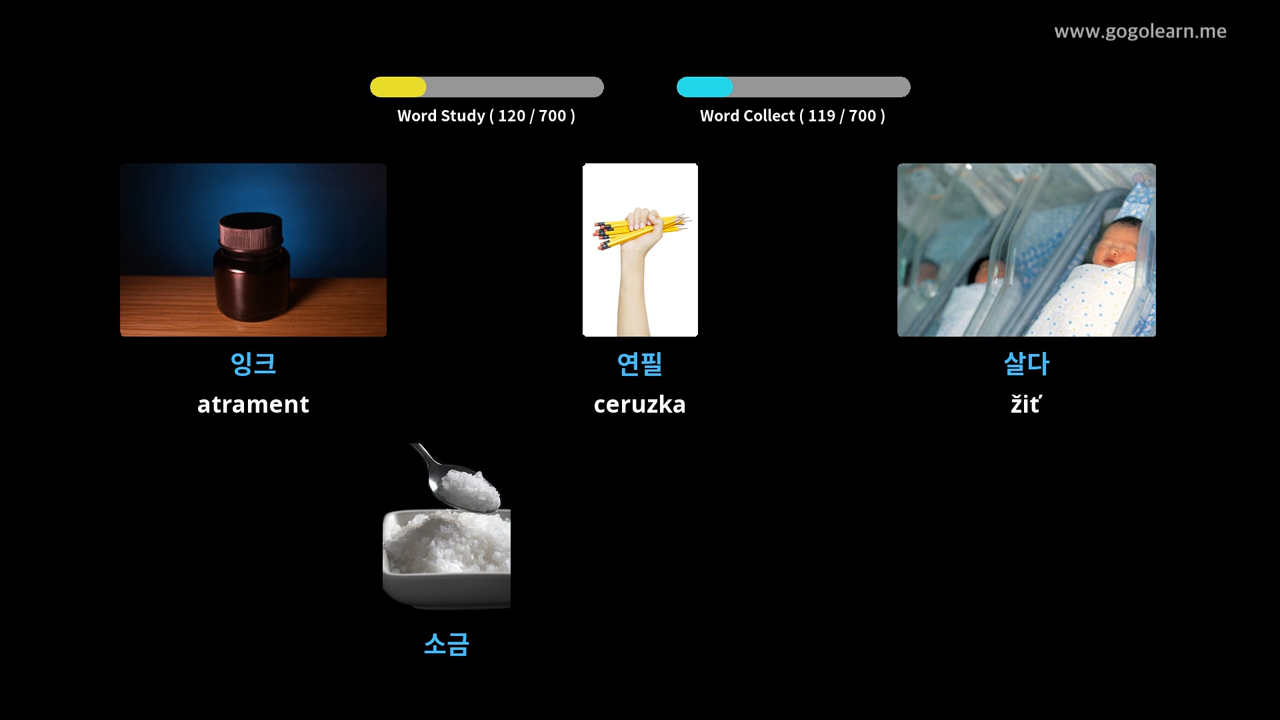 www.gogolearn.me
Word Study ( 120 / 700 )
Word Collect ( 119 / 700 )
잉크
연필
살다
atrament
ceruzka
žiť
소금